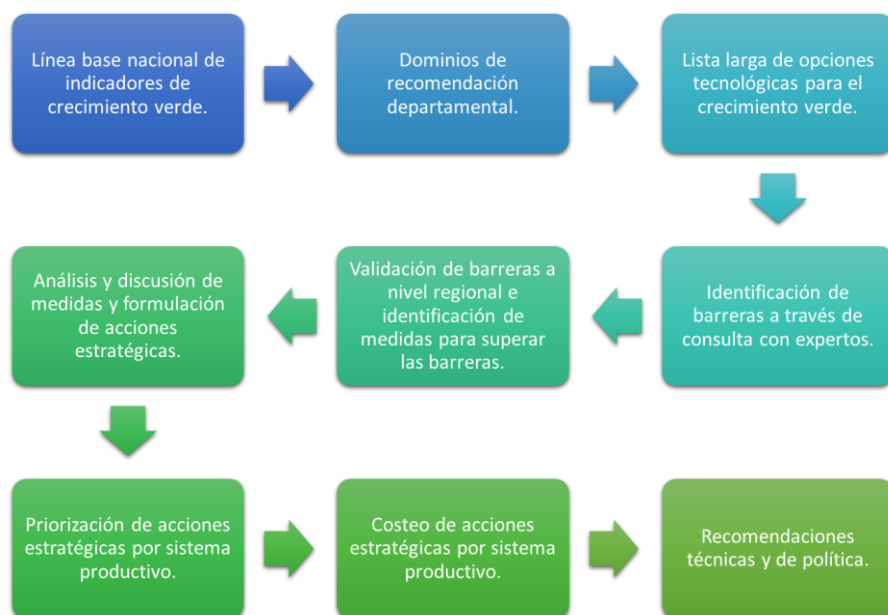 Línea base nacional de
indicadores de
crecimiento verde.
Dominios de
recomendación
departamental.
Lista larga de opciones
tecnológicas para el
crecimiento verde.
Identificación de
barreras a través de
consulta con expertos.
Validación de barreras a
nivel regional e
identificación de
medidas para superar
las barreras.
Análisis y discusión de
medidas y formulación
de acciones
estratégicas.
Priorización de acciones
estratégicas por sistema
productivo.
Costeo de acciones
estratégicas por sistema
productivo.
Recomendaciones
técnicas y de política.